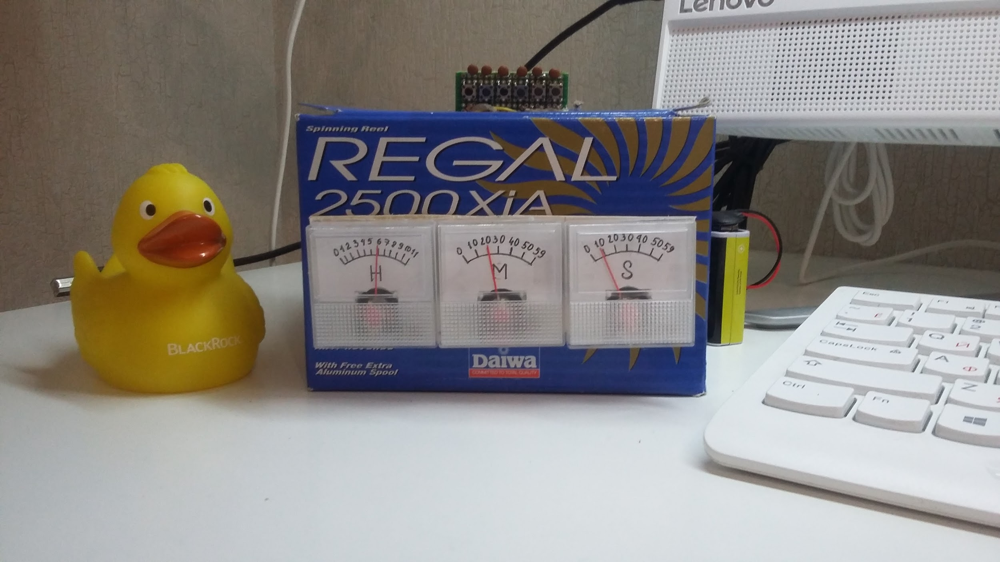 Lenovo
Spinning Reel
REGAL
2500XiA
0 1 2 3 4 5 6 7 8 9 10 11
H
0 10 20 30 40 50 59
M
0 10 20 30 40 50 59
S
BLACKROCK
With Free Extra
Aluminum Spool
Daiwa
COMMITTED TO TOTAL QUALITY
Esc F1
CapsLock
Q Й
A Ф
Z
Ctrl Fn